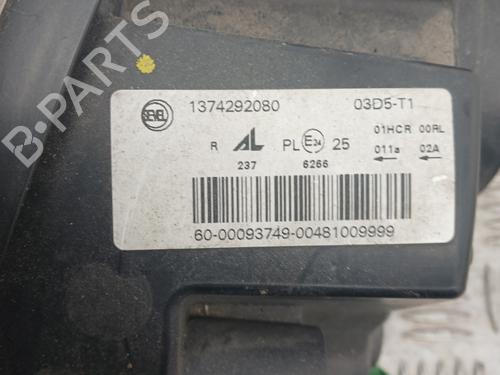 SEVEL 1374292080 03D5-T1
R AL PL E24 25 01HCR 00RL
237 6266 011a 02A
60-00093749-00481009999
B-PARTS